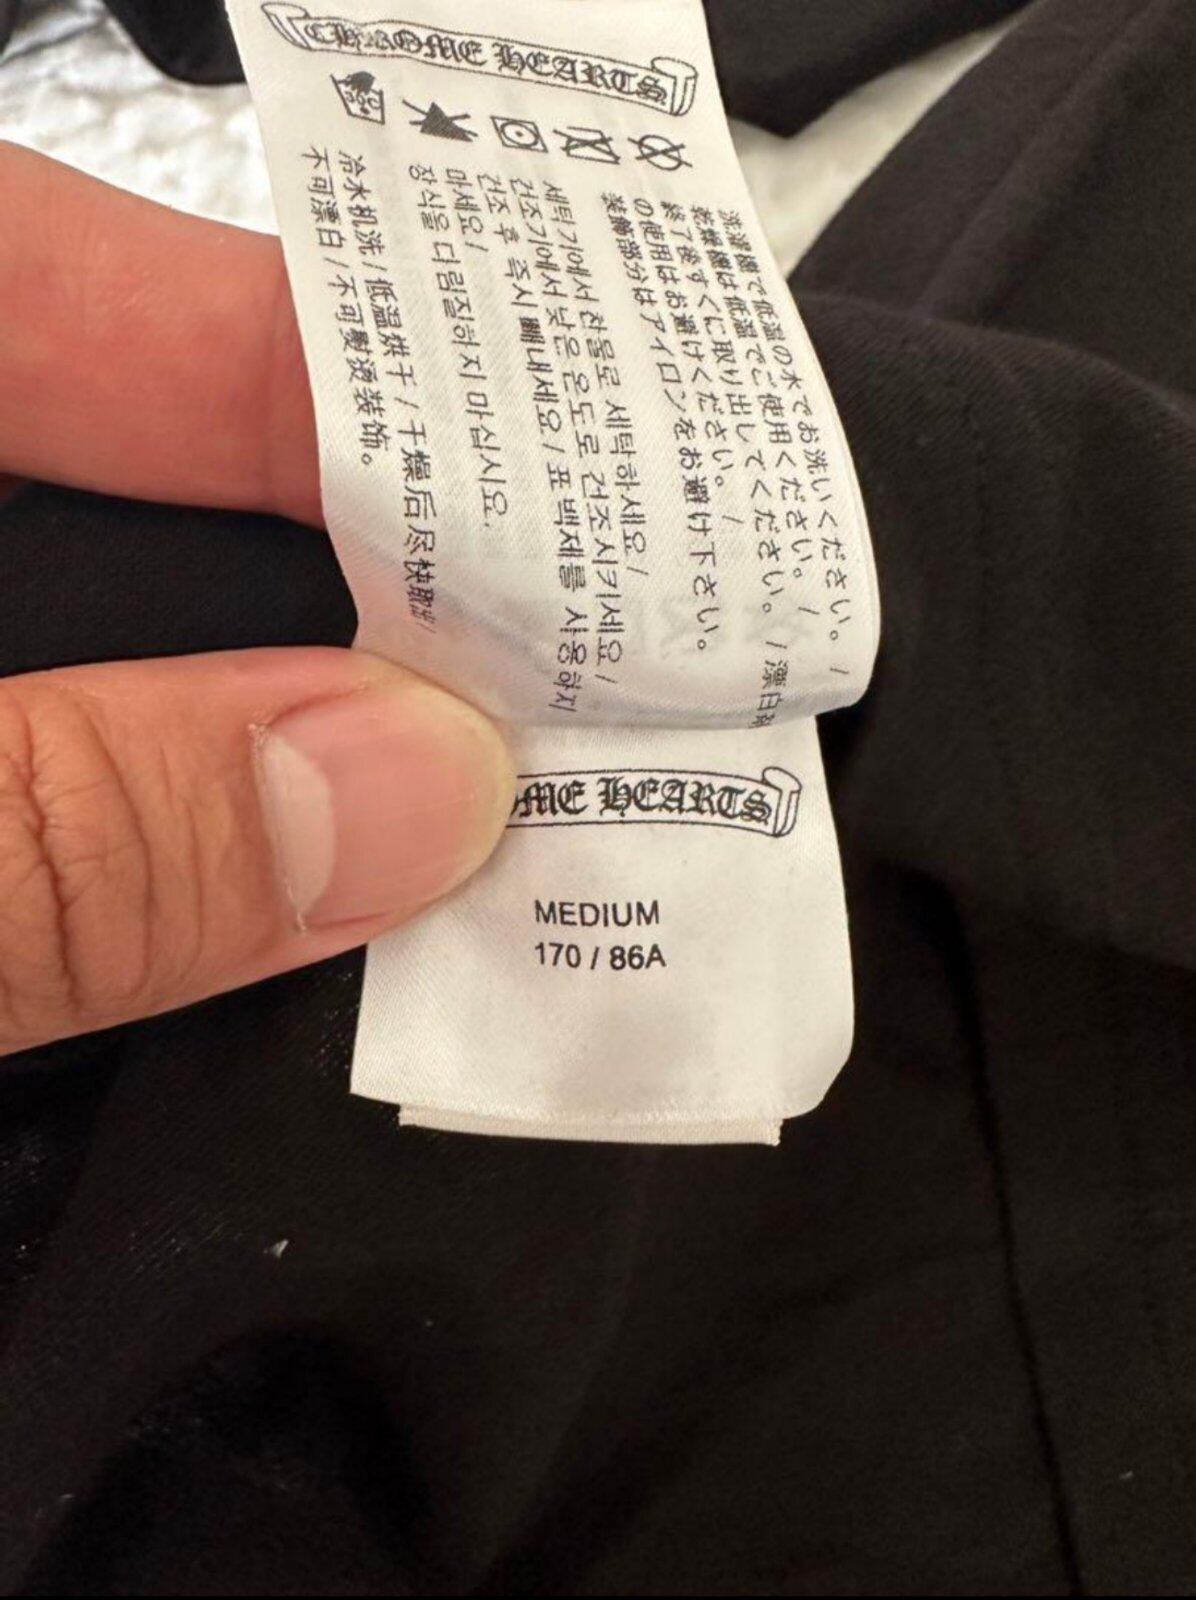 CHROME HEARTS
洗濯機で低温の水でお洗いください。 /
乾燥機は低温でご使用ください。 /
終了後すぐに取り出してください。 / 漂白剤
の使用はお避けください。 /
装飾部分はアイロンをお避け下さい。
세탁기에서 찬물로 세탁하세요 /
건조기에서 낮은 온도로 건조시키세요 /
건조 후 즉시 빼내세요 / 표백제를 사용하지
마세요 /
장식을 다림질하지 마십시오.
冷水机洗 / 低温烘干 / 干燥后尽快取出 /
不可漂白 / 不可熨烫装饰。
OME HEARTS
MEDIUM
170 / 86A